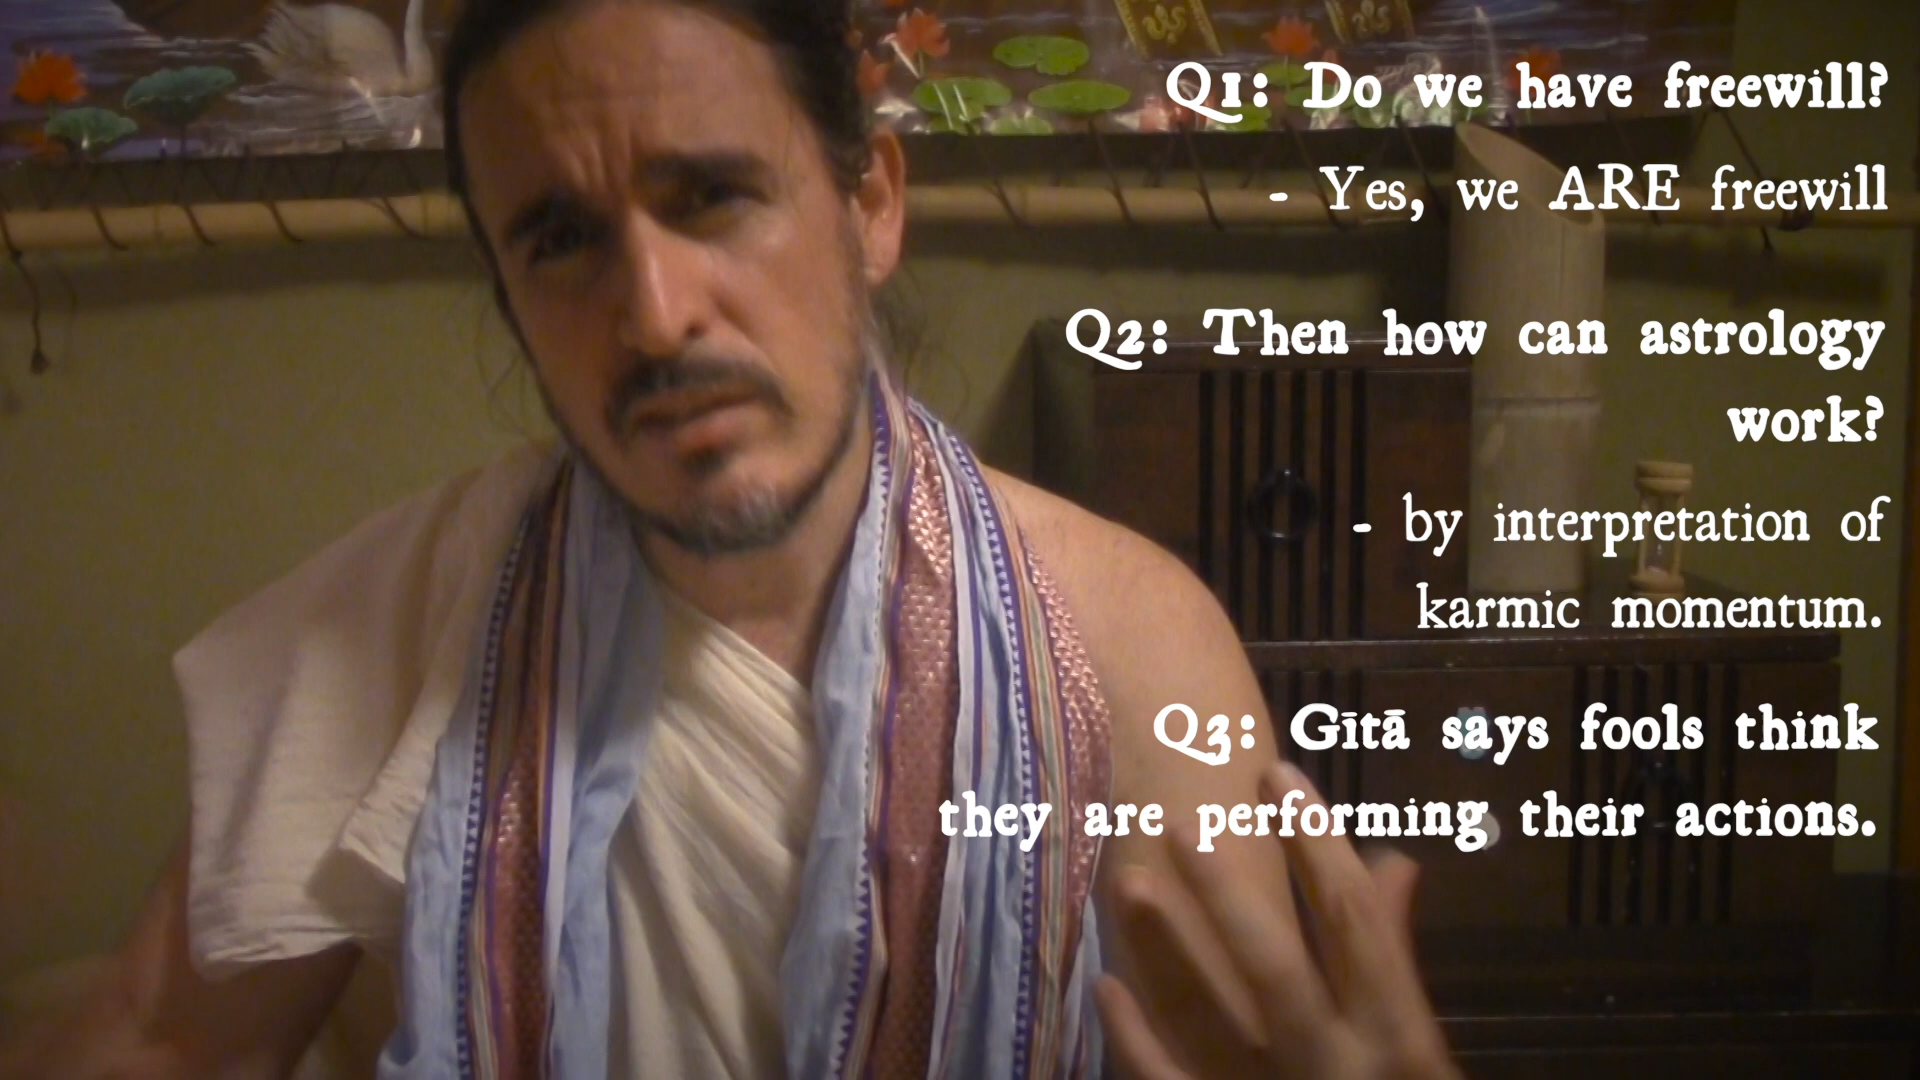 Q1: Do we have freewill?
- Yes, we ARE freewill
Q2: Then how can astrology
work?
- by interpretation of
karmic momentum.
Q3: Gītā says fools think
they are performing their actions.